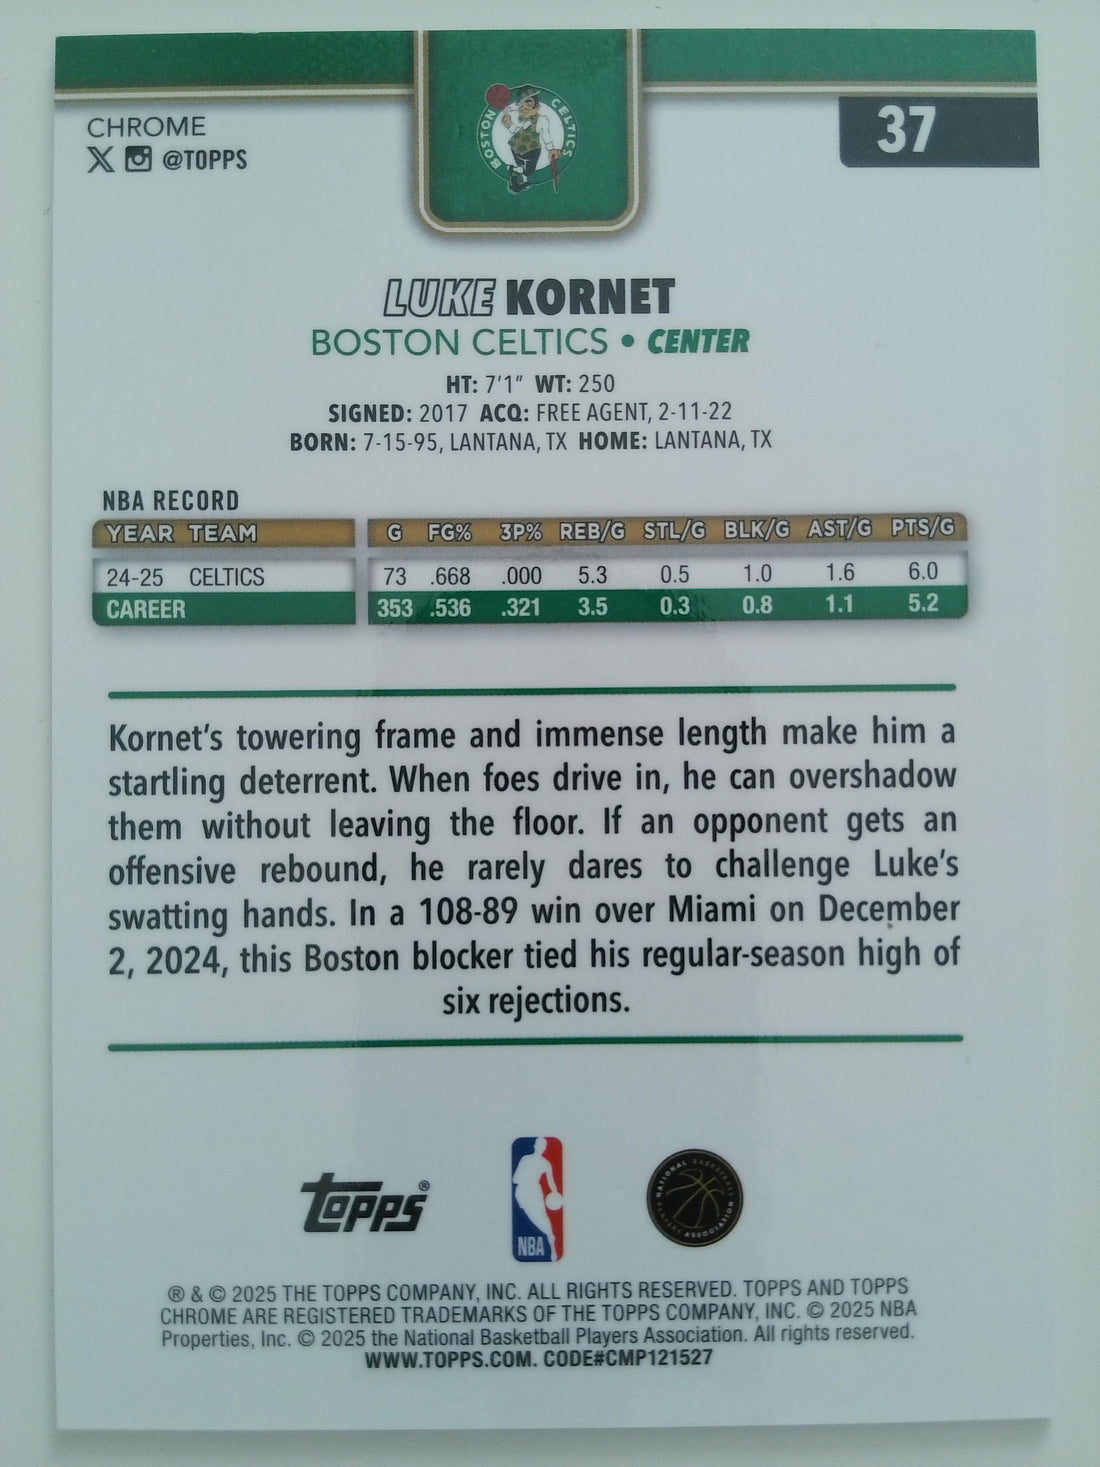 CHROME
@TOPPS
BOSTON CELTICS
37
LUKE KORNET
BOSTON CELTICS • CENTER
HT: 7'1" WT: 250
SIGNED: 2017 ACQ: FREE AGENT, 2-11-22
BORN: 7-15-95, LANTANA, TX HOME: LANTANA, TX
NBA RECORD
YEAR TEAM G FG% 3P% REB/G STL/G BLK/G AST/G PTS/G
24-25 CELTICS 73 .668 .000 5.3 0.5 1.0 1.6 6.0
CAREER 353 .536 .321 3.5 0.3 0.8 1.1 5.2
Kornet's towering frame and immense length make him a
startling deterrent. When foes drive in, he can overshadow
them without leaving the floor. If an opponent gets an
offensive rebound, he rarely dares to challenge Luke's
swatting hands. In a 108-89 win over Miami on December
2, 2024, this Boston blocker tied his regular-season high of
six rejections.
Topps®
NBA
NATIONAL BASKETBALL PLAYERS ASSOCIATION
® & © 2025 THE TOPPS COMPANY, INC. ALL RIGHTS RESERVED. TOPPS AND TOPPS
CHROME ARE REGISTERED TRADEMARKS OF THE TOPPS COMPANY, INC. © 2025 NBA
Properties, Inc. © 2025 the National Basketball Players Association. All rights reserved.
WWW.TOPPS.COM. CODE#CMP121527